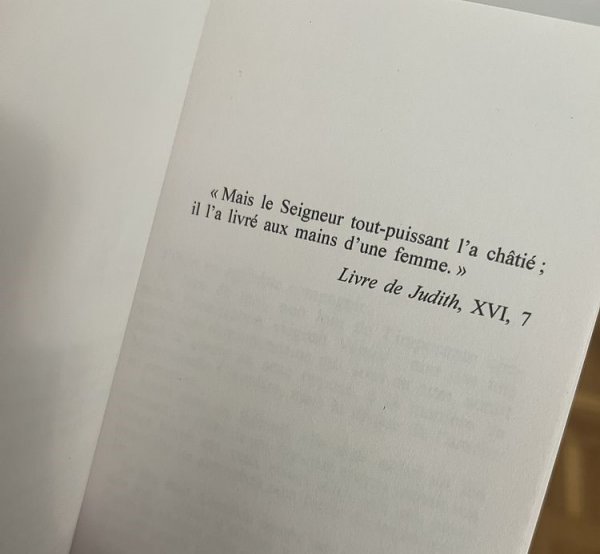 « Mais le Seigneur tout-puissant l'a châtié ;
il l'a livré aux mains d'une femme. »
Livre de Judith, XVI, 7